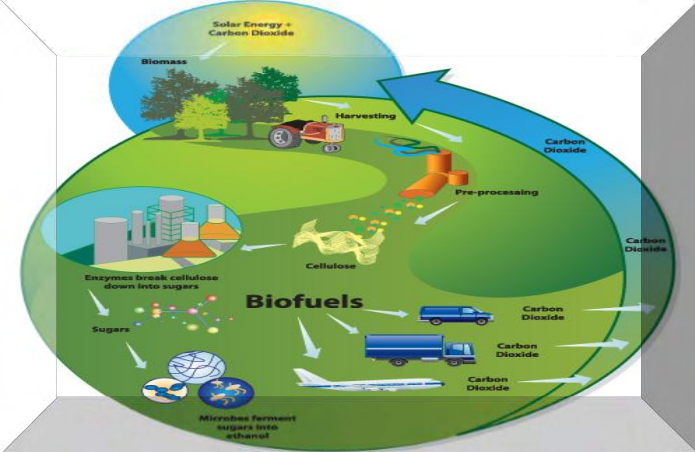 Solar Energy +
Carbon Dioxide
Biomass
Harvesting
Carbon
Dioxide
Pre-processing
Carbon
Dioxide
Cellulose
Enzymes break cellulose
down into sugars
Biofuels
Sugars
Carbon
Dioxide
Carbon
Dioxide
Carbon
Dioxide
Microbes ferment
sugars into
ethanol